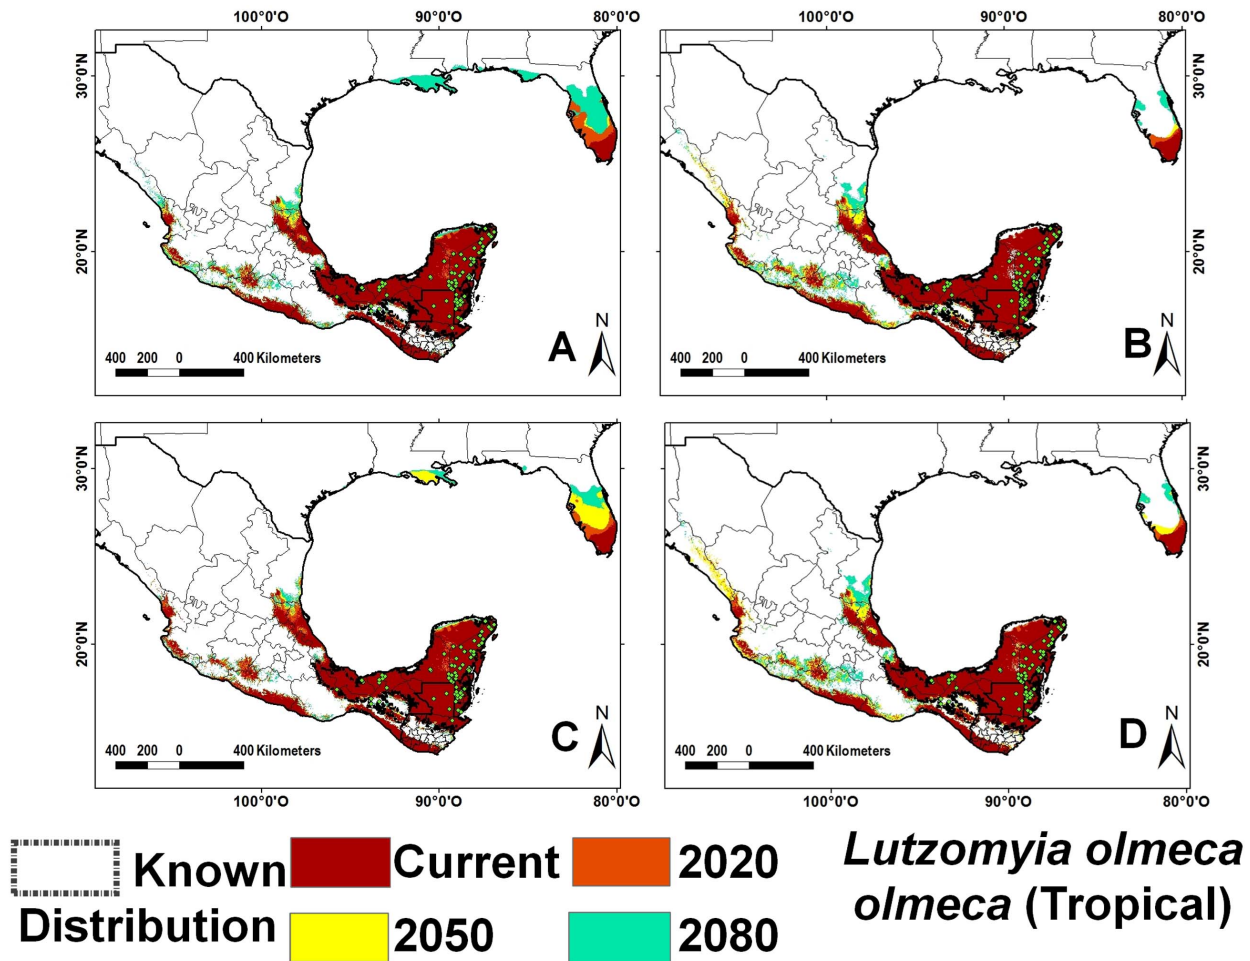 100°0'O 90°0'O 80°0'O 100°0'O 90°0'O 80°0'O
30°0'N 30°0'N
20°0'N 20°0'N
N N
400 200 0 400 Kilometers A 400 200 0 400 Kilometers B
30°0'N 30°0'N
20°0'N 20°0'N
N N
400 200 0 400 Kilometers C 400 200 0 400 Kilometers D
100°0'O 90°0'O 80°0'O 100°0'O 90°0'O 80°0'O
Known Current 2020 Lutzomyia olmeca
Distribution 2050 2080 olmeca (Tropical)